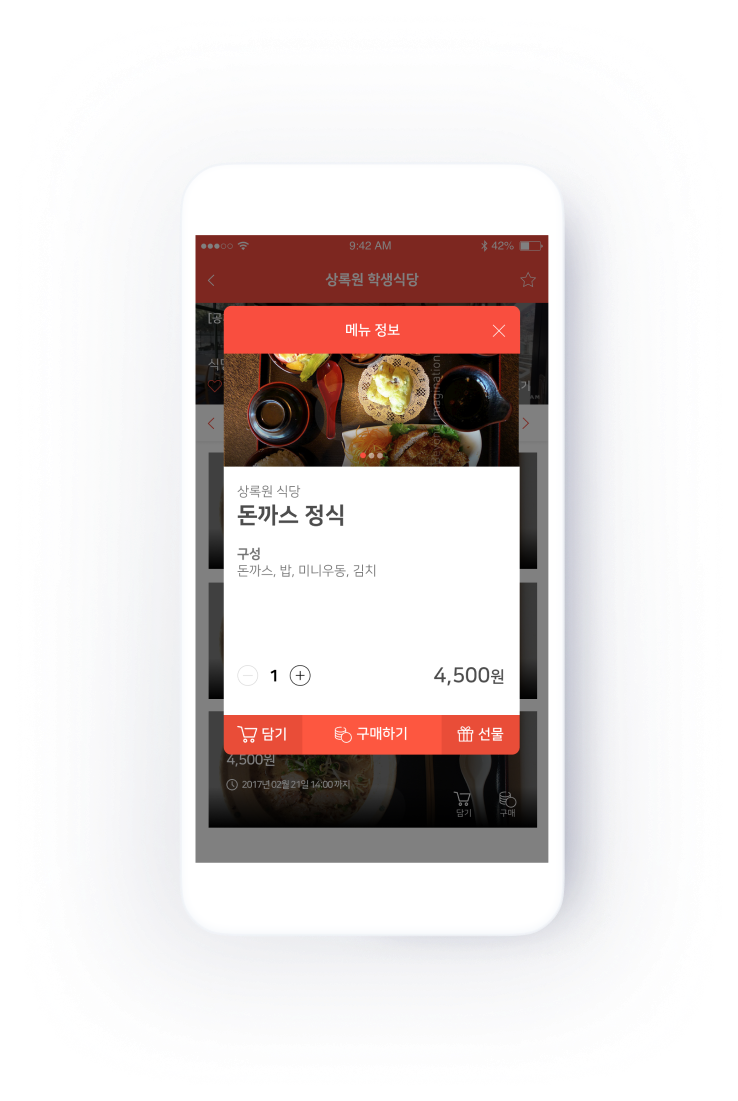 9:42 AM
42%
상록원 학생식당
[공
메뉴 정보
식당
기
상록원 식당
돈까스 정식
구성
돈까스, 밥, 미니우동, 김치
1
4,500원
담기
구매하기
선물
4,500원
2017년 02월 21일 14:00 까지
담기
구매